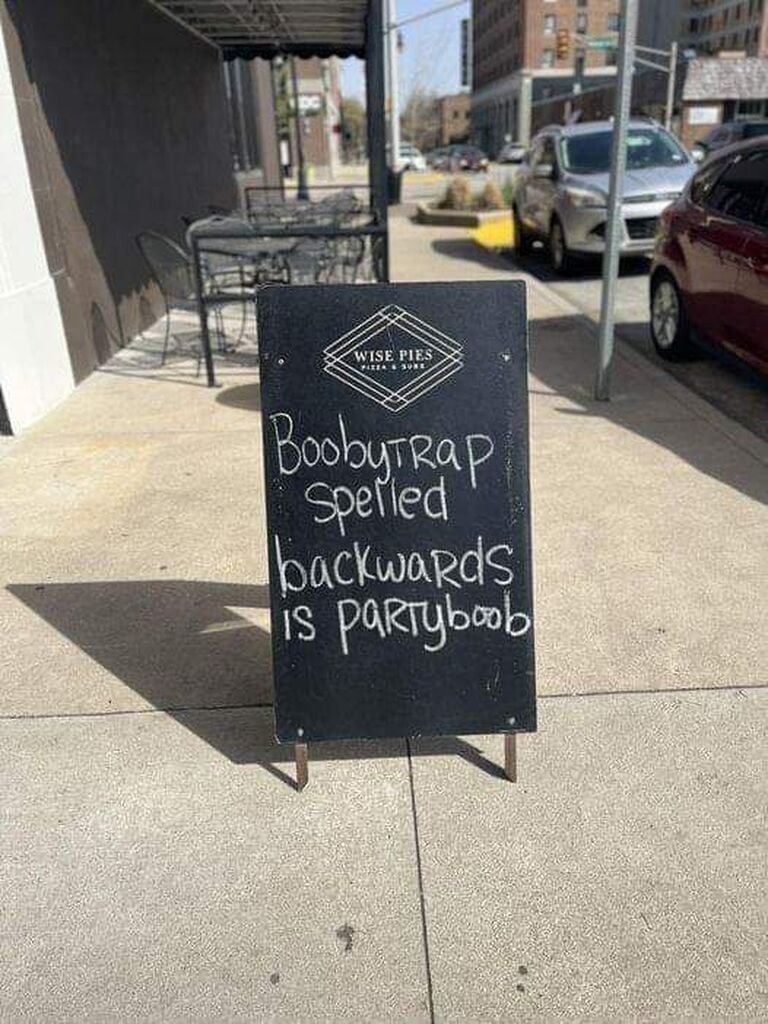 WISE PIES
PIZZA & SUBS
BoobyTRap
spelled
backwaRds
is paRTyboob